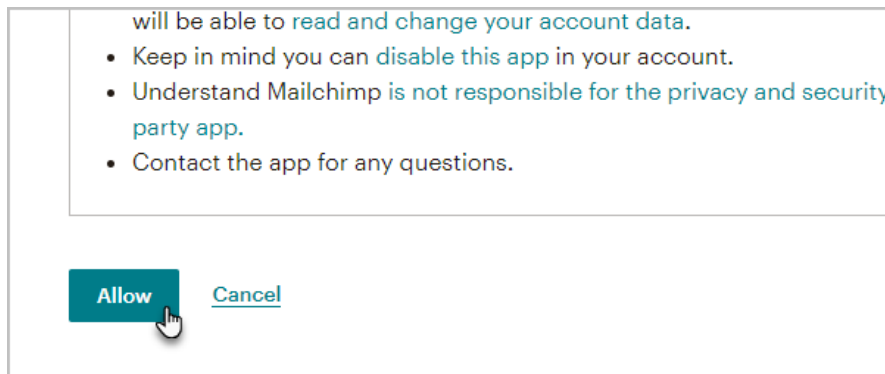 will be able to read and change your account data.
• Keep in mind you can disable this app in your account.
• Understand Mailchimp is not responsible for the privacy and security
party app.
• Contact the app for any questions.
Allow Cancel